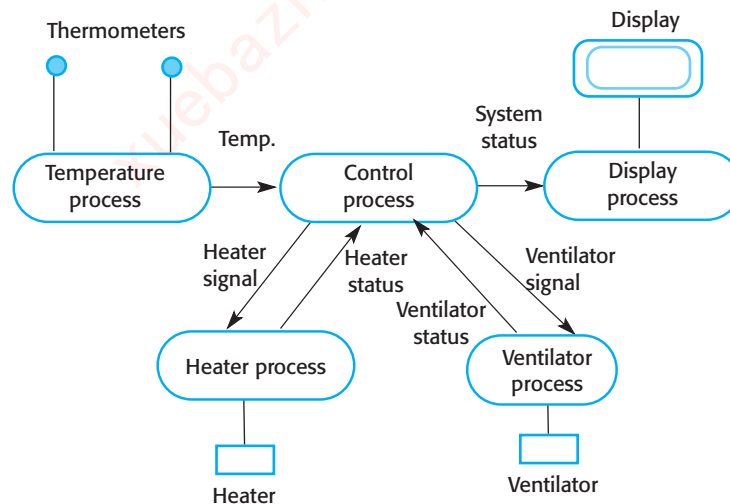 Thermometers
Display
Temp.
System
status
Temperature
process
Control
process
Display
process
Heater
signal
Heater
status
Ventilator
status
Ventilator
signal
Heater process
Ventilator
process
Heater
Ventilator